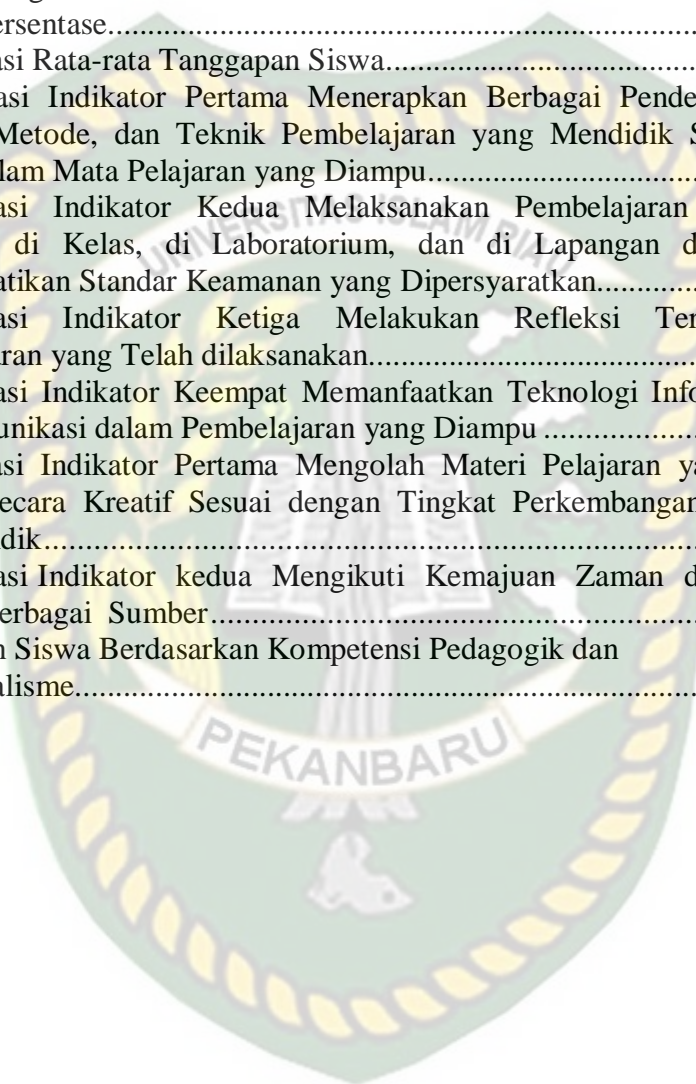 ersentase
asi Rata-rata Tanggapan Siswa
asi Indikator Pertama Menerapkan Berbagai Pende
Metode, dan Teknik Pembelajaran yang Mendidik S
alam Mata Pelajaran yang Diampu
asi Indikator Kedua Melaksanakan Pembelajaran
di Kelas, di Laboratorium, dan di Lapangan d
atikan Standar Keamanan yang Dipersyaratkan
asi Indikator Ketiga Melakukan Refleksi Ter
aran yang Telah dilaksanakan
asi Indikator Keempat Memanfaatkan Teknologi Info
unikasi dalam Pembelajaran yang Diampu
asi Indikator Pertama Mengolah Materi Pelajaran ya
ecara Kreatif Sesuai dengan Tingkat Perkembangan
dik
asi Indikator kedua Mengikuti Kemajuan Zaman d
erbagai Sumber
n Siswa Berdasarkan Kompetensi Pedagogik dan
alisme
UNIVERSITAS ISLAM RIAU
PEKANBARU